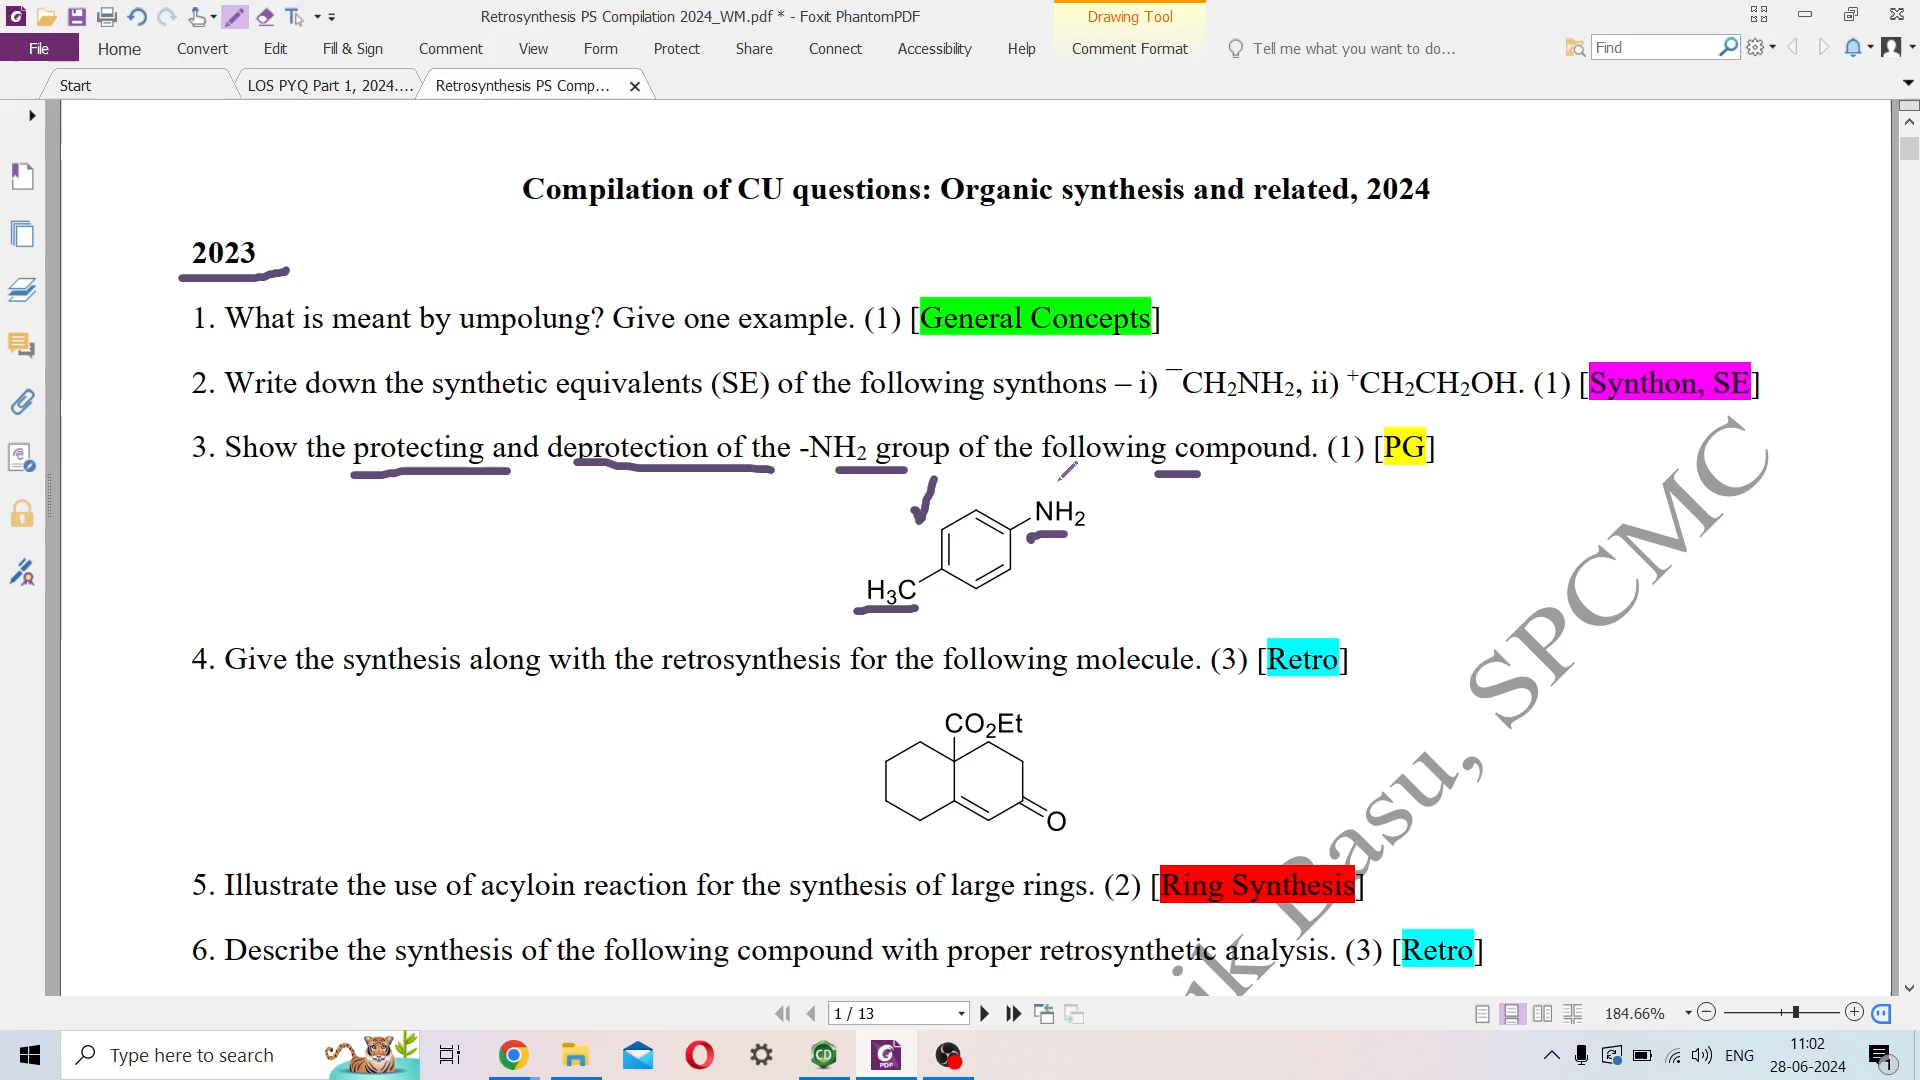 Retrosynthesis PS Compilation 2024_WM.pdf * - Foxit PhantomPDF
Drawing Tool
File Home Convert Edit Fill & Sign Comment View Form Protect Share Connect Accessibility Help Comment Format Tell me what you want to do... Find
Start LOS PYQ Part 1, 2024.... Retrosynthesis PS Comp...
Compilation of CU questions: Organic synthesis and related, 2024
2023
1. What is meant by umpolung? Give one example. (1) [General Concepts]
2. Write down the synthetic equivalents (SE) of the following synthons – i) ¯CH₂NH₂, ii) ⁺CH₂CH₂OH. (1) [Synthon, SE]
3. Show the protecting and deprotection of the -NH₂ group of the following compound. (1) [PG]
NH₂
H₃C
4. Give the synthesis along with the retrosynthesis for the following molecule. (3) [Retro]
CO₂Et
O
5. Illustrate the use of acyloin reaction for the synthesis of large rings. (2) [Ring Synthesis]
6. Describe the synthesis of the following compound with proper retrosynthetic analysis. (3) [Retro]
ik Basu, SPCMC
1 / 13
184.66%
Type here to search
CD
PDF
ENG
11:02
28-06-2024
1